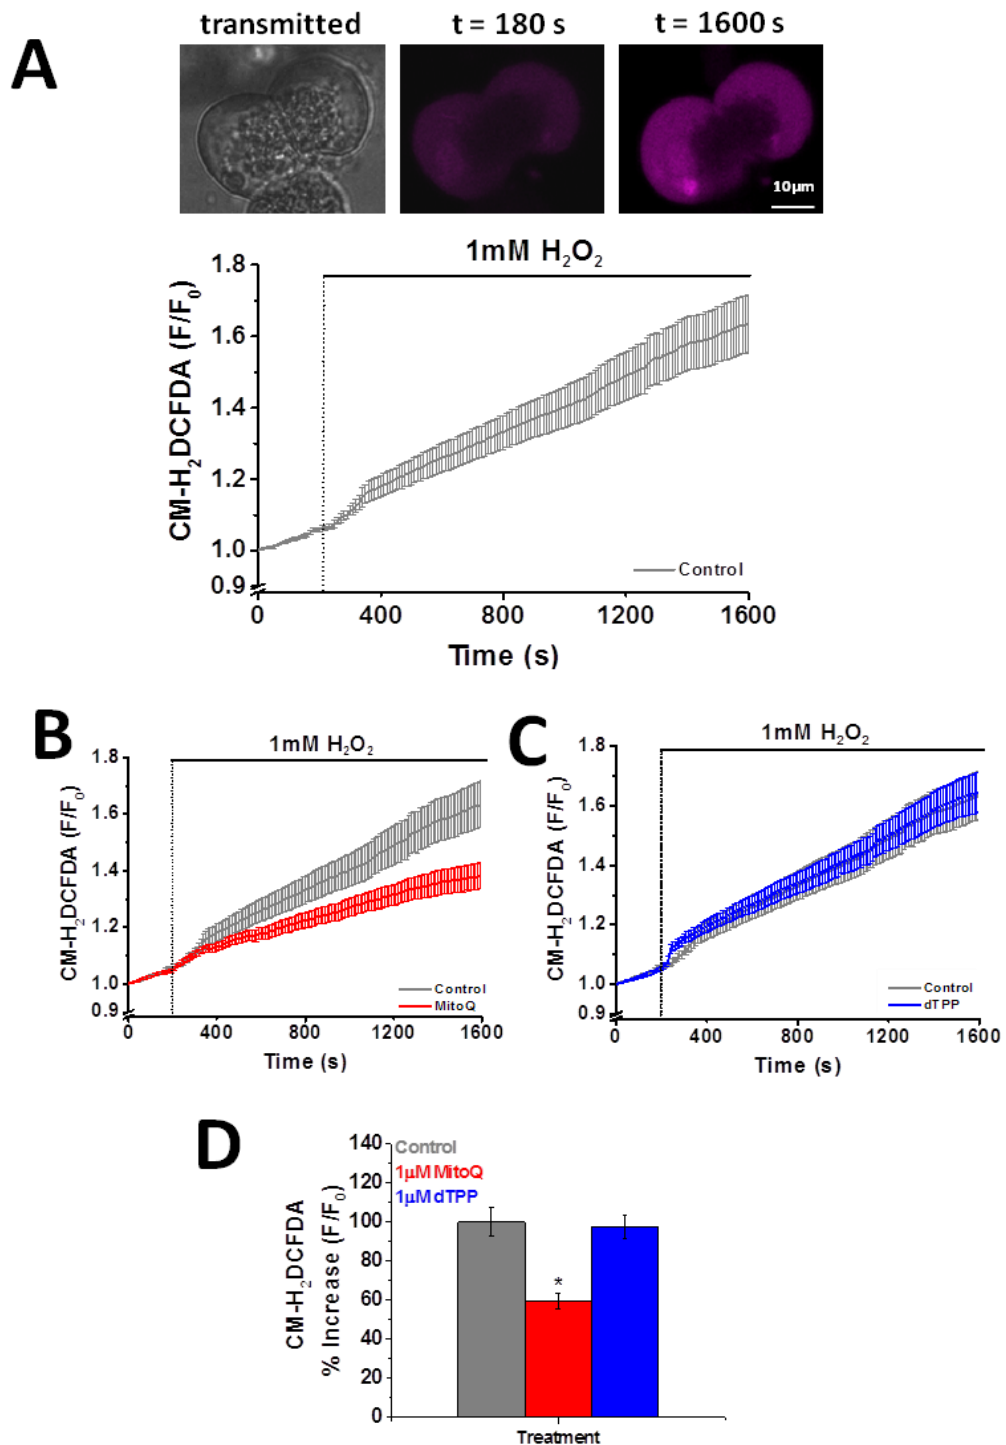 A
transmitted
t = 180 s
t = 1600 s
10µm
1mM H₂O₂
CM-H₂DCFDA (F/F₀)
1.8
1.6
1.4
1.2
1.0
0.9
Control
0 400 800 1200 1600
Time (s)
B
1mM H₂O₂
CM-H₂DCFDA (F/F₀)
1.8
1.6
1.4
1.2
1.0
0.9
Control
MitoQ
0 400 800 1200 1600
Time (s)
C
1mM H₂O₂
CM-H₂DCFDA (F/F₀)
1.8
1.6
1.4
1.2
1.0
0.9
Control
dTPP
0 400 800 1200 1600
Time (s)
D
CM-H₂DCFDA
% Increase (F/F₀)
140
120
100
80
60
40
20
0
Control
1µM MitoQ
1µM dTPP
*
Treatment